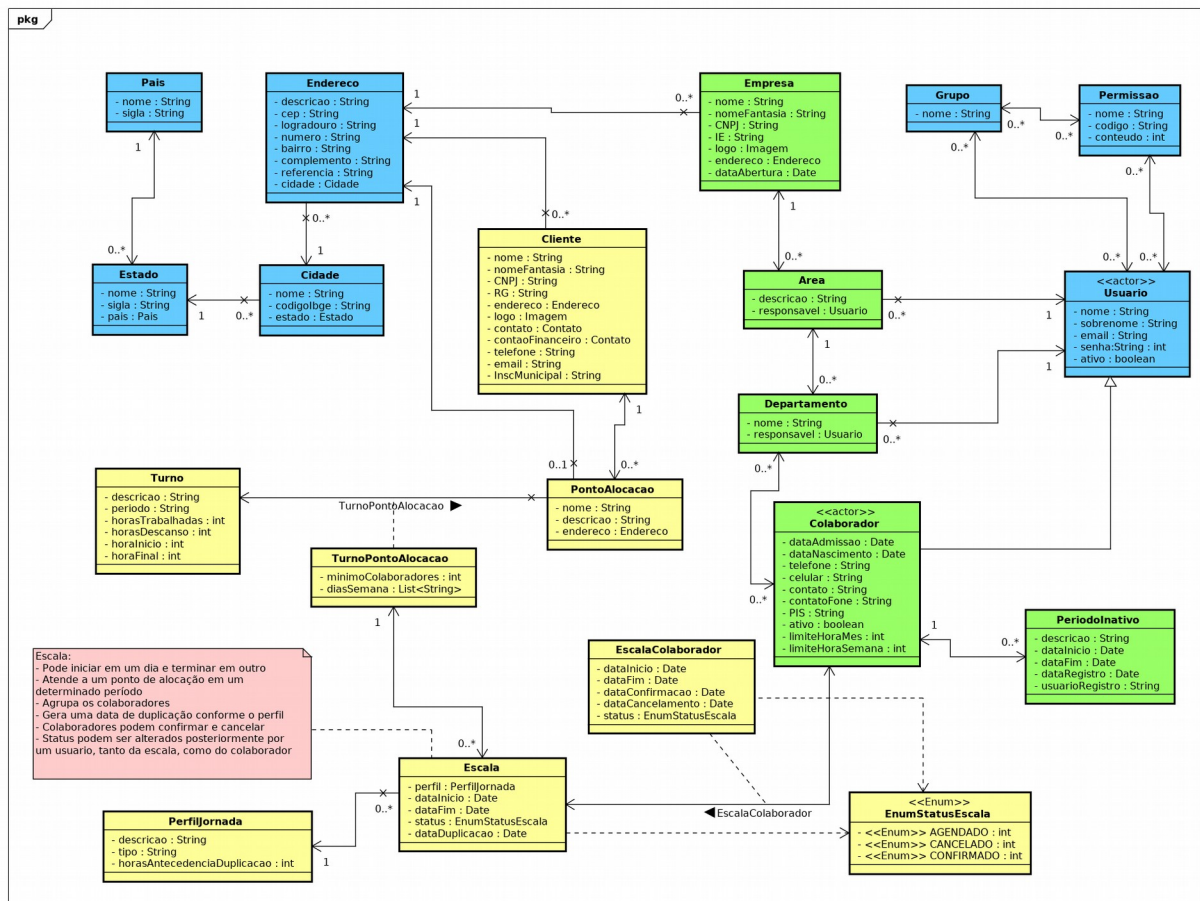 pkg
Pais
- nome : String
- sigla : String
1
0..*
Endereco
- descricao : String
- cep : String
- logradouro : String
- numero : String
- bairro : String
- complemento : String
- referencia : String
- cidade : Cidade
1
1
1
0..*
1
Empresa
- nome : String
- nomeFantasia : String
- CNPJ : String
- IE : String
- logo : Imagem
- endereco : Endereco
- dataAbertura : Date
0..*
1
0..*
Grupo
- nome : String
0..*
0..*
0..*
Permissao
- nome : String
- codigo : String
- conteudo : int
0..*
0..*
0..*
Estado
- nome : String
- sigla : String
- pais : Pais
1
0..*
Cidade
- nome : String
- codigoIbge : String
- estado : Estado
0..*
Cliente
- nome : String
- nomeFantasia : String
- CNPJ : String
- RG : String
- endereco : Endereco
- logo : Imagem
- contato : Contato
- contaoFinanceiro : Contato
- telefone : String
- email : String
- InscMunicipal : String
1
0..1
0..*
Area
- descricao : String
- responsavel : Usuario
0..*
1
1
0..*
<<actor>>
Usuario
- nome : String
- sobrenome : String
- email : String
- senha:String : int
- ativo : boolean
1
Departamento
- nome : String
- responsavel : Usuario
0..*
0..*
Turno
- descricao : String
- periodo : String
- horasTrabalhadas : int
- horasDescanso : int
- horaInicio : int
- horaFinal : int
TurnoPontoAlocacao ►
PontoAlocacao
- nome : String
- descricao : String
- endereco : Endereco
<<actor>>
Colaborador
- dataAdmissao : Date
- dataNascimento : Date
- telefone : String
- celular : String
- contato : String
- contatoFone : String
- PIS : String
- ativo : boolean
- limiteHoraMes : int
- limiteHoraSemana : int
0..*
1
0..*
TurnoPontoAlocacao
- minimoColaboradores : int
- diasSemana : List<String>
1
0..*
PeriodoInativo
- descricao : String
- dataInicio : Date
- dataFim : Date
- dataRegistro : Date
- usuarioRegistro : String
Escala:
- Pode iniciar em um dia e terminar em outro
- Atende a um ponto de alocação em um
determinado período
- Agrupa os colaboradores
- Gera uma data de duplicação conforme o perfil
- Colaboradores podem confirmar e cancelar
- Status podem ser alterados posteriormente por
um usuario, tanto da escala, como do colaborador
EscalaColaborador
- dataInicio : Date
- dataFim : Date
- dataConfirmacao : Date
- dataCancelamento : Date
- status : EnumStatusEscala
Escala
- perfil : PerfilJornada
- dataInicio : Date
- dataFim : Date
- status : EnumStatusEscala
- dataDuplicacao : Date
0..*
1
◄EscalaColaborador
PerfilJornada
- descricao : String
- tipo : String
- horasAntecedenciaDuplicacao : int
<<Enum>>
EnumStatusEscala
- <<Enum>> AGENDADO : int
- <<Enum>> CANCELADO : int
- <<Enum>> CONFIRMADO : int